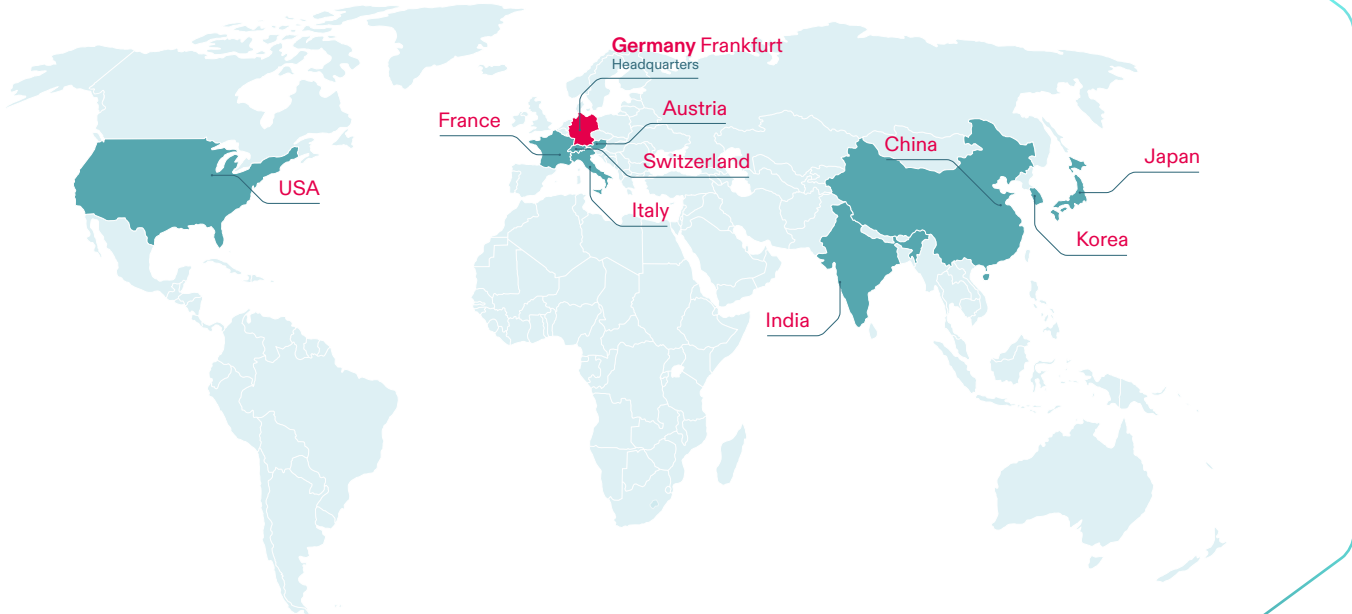 Germany Frankfurt
Headquarters
Austria
France
China
Japan
Switzerland
USA
Italy
Korea
India